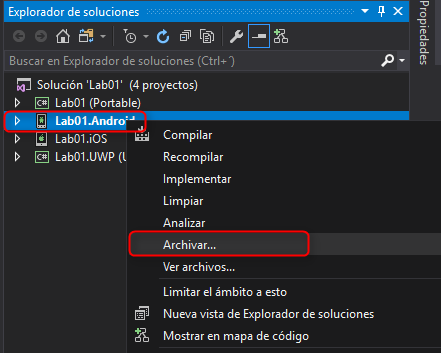 Explorador de soluciones
Propiedades
Buscar en Explorador de soluciones (Ctrl+¨)
Solución 'Lab01' (4 proyectos)
C# Lab01 (Portable)
Lab01.Android
Lab01.iOS
C# Lab01.UWP (U
Compilar
Recompilar
Implementar
Limpiar
Analizar
Archivar...
Ver archivos...
Limitar el ámbito a esto
Nueva vista de Explorador de soluciones
Mostrar en mapa de código